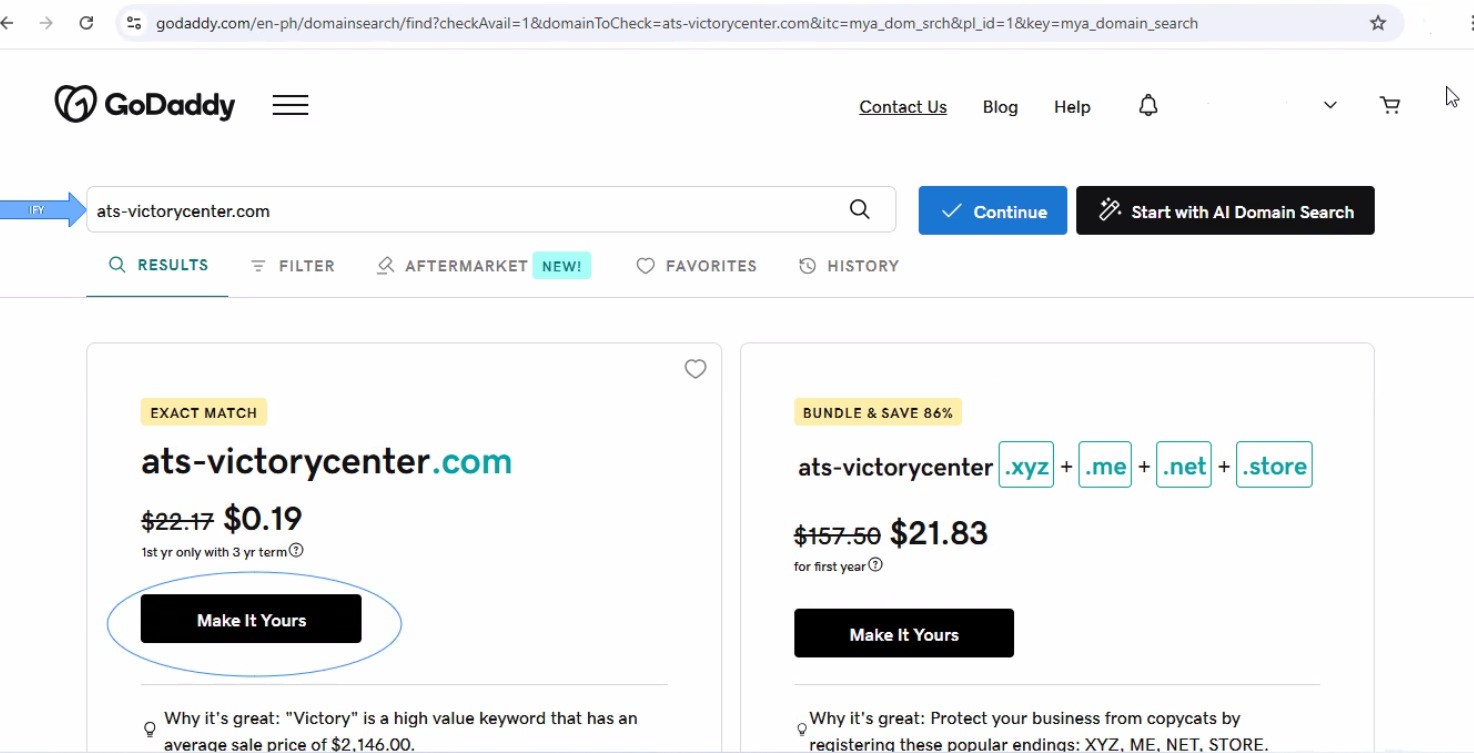 godaddy.com/en-ph/domainsearch/find?checkAvail=1&domainToCheck=ats-victorycenter.com&itc=mya_dom_srch&pl_id=1&key=mya_domain_search
GoDaddy
Contact Us Blog Help
IFY
ats-victorycenter.com
Continue
Start with AI Domain Search
RESULTS FILTER AFTERMARKET NEW! FAVORITES HISTORY
EXACT MATCH
ats-victorycenter.com
$22.17 $0.19
1st yr only with 3 yr term?
Make It Yours
Why it's great: "Victory" is a high value keyword that has an
average sale price of $2,146.00.
BUNDLE & SAVE 86%
ats-victorycenter .xyz + .me + .net + .store
$157.50 $21.83
for first year?
Make It Yours
Why it's great: Protect your business from copycats by
registering these popular endings: XYZ, ME, NET, STORE.